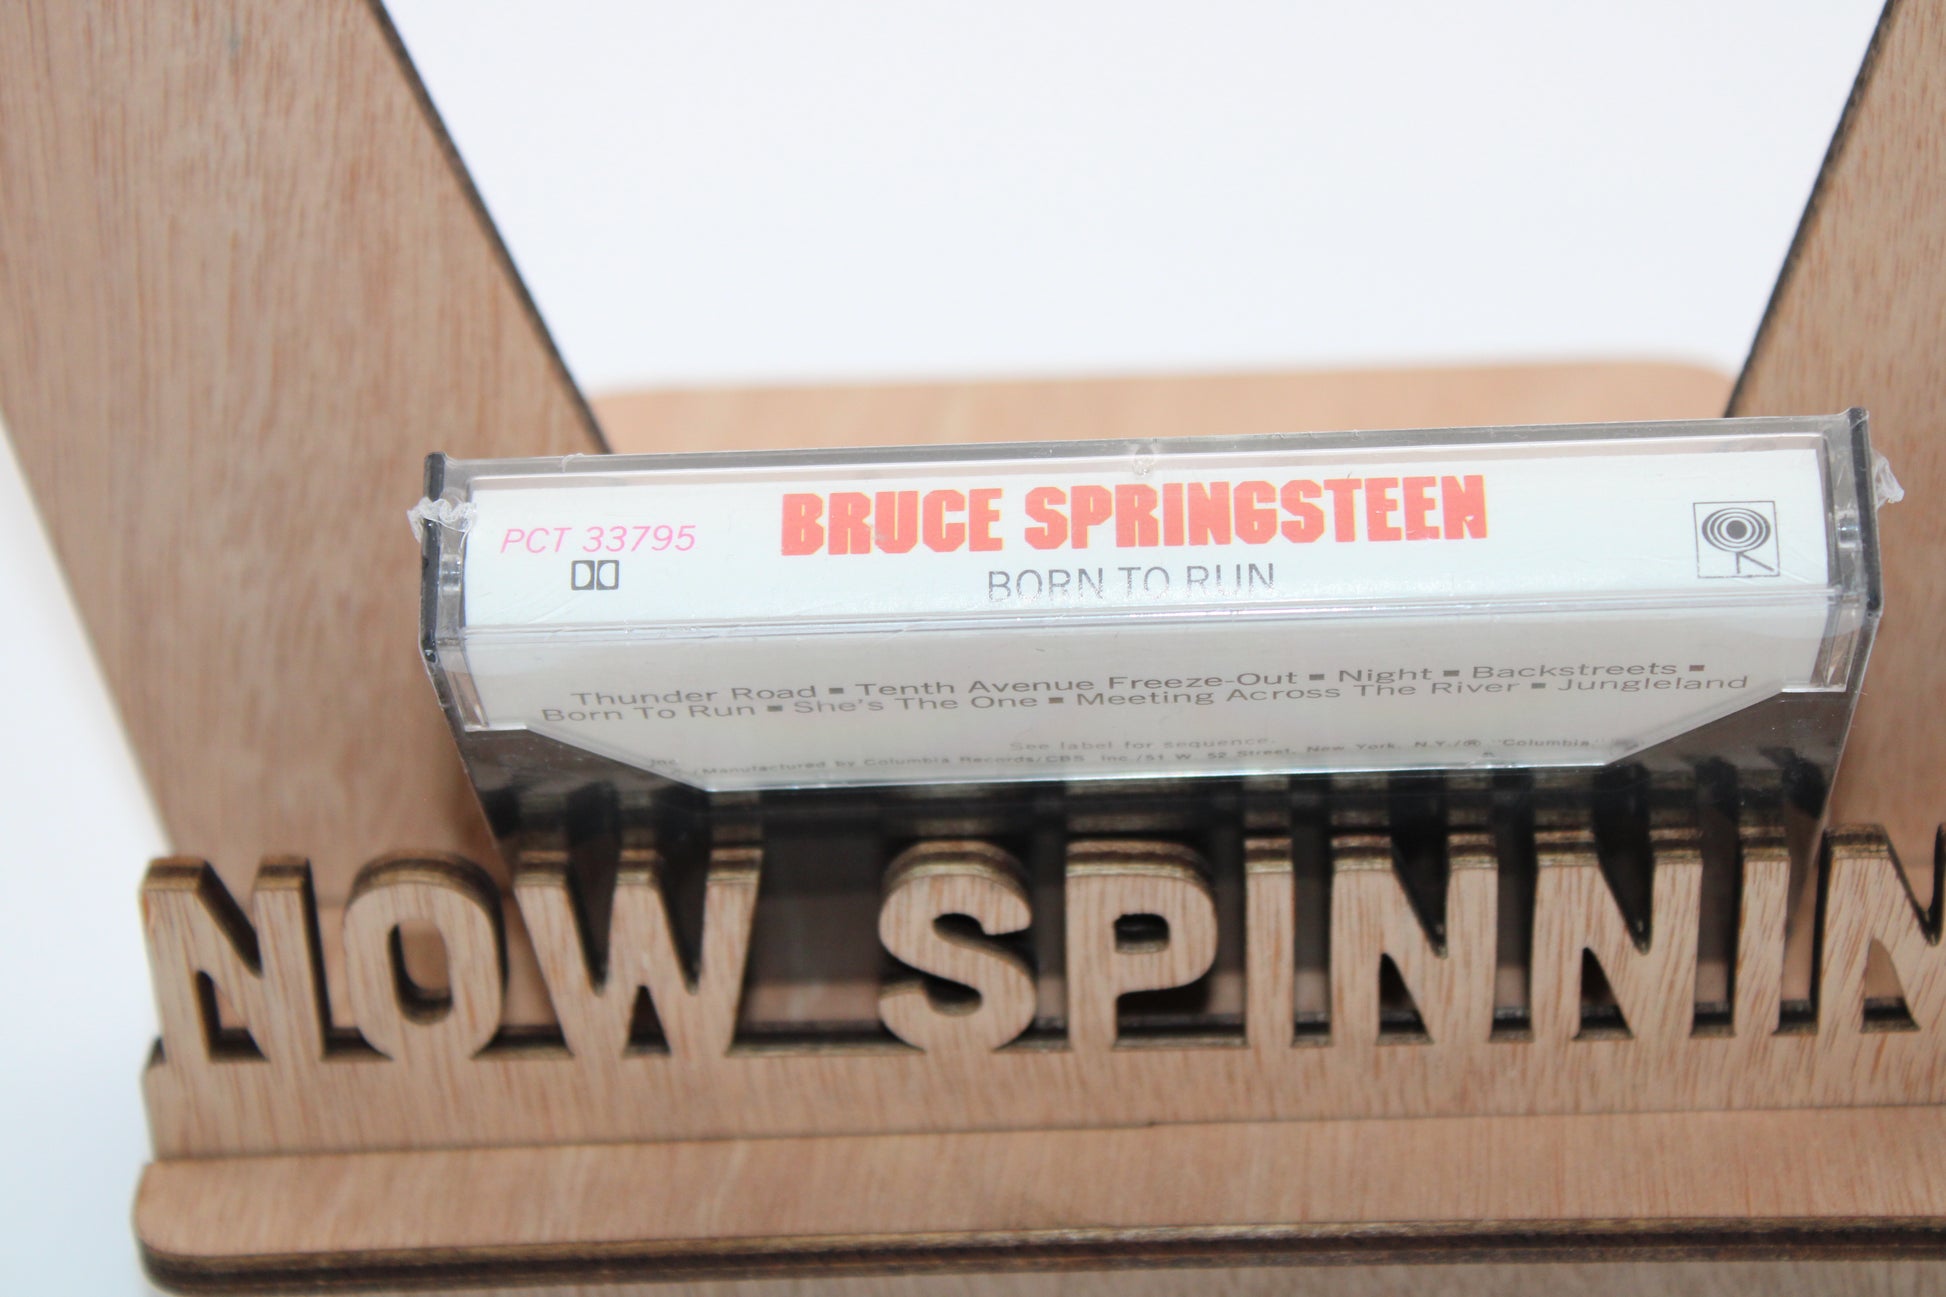 PCT 33795
BRUCE SPRINGSTEEN
BORN TO RUN
Thunder Road ▪ Tenth Avenue Freeze-Out ▪ Night ▪ Backstreets ▪
Born To Run ▪ She's The One ▪ Meeting Across The River ▪ Jungleland
See label for sequence.
Inc. /Manufactured by Columbia Records/CBS Inc./51 W. 52 Street, New York, N.Y./® "Columbia,"
NOW SPINNIN